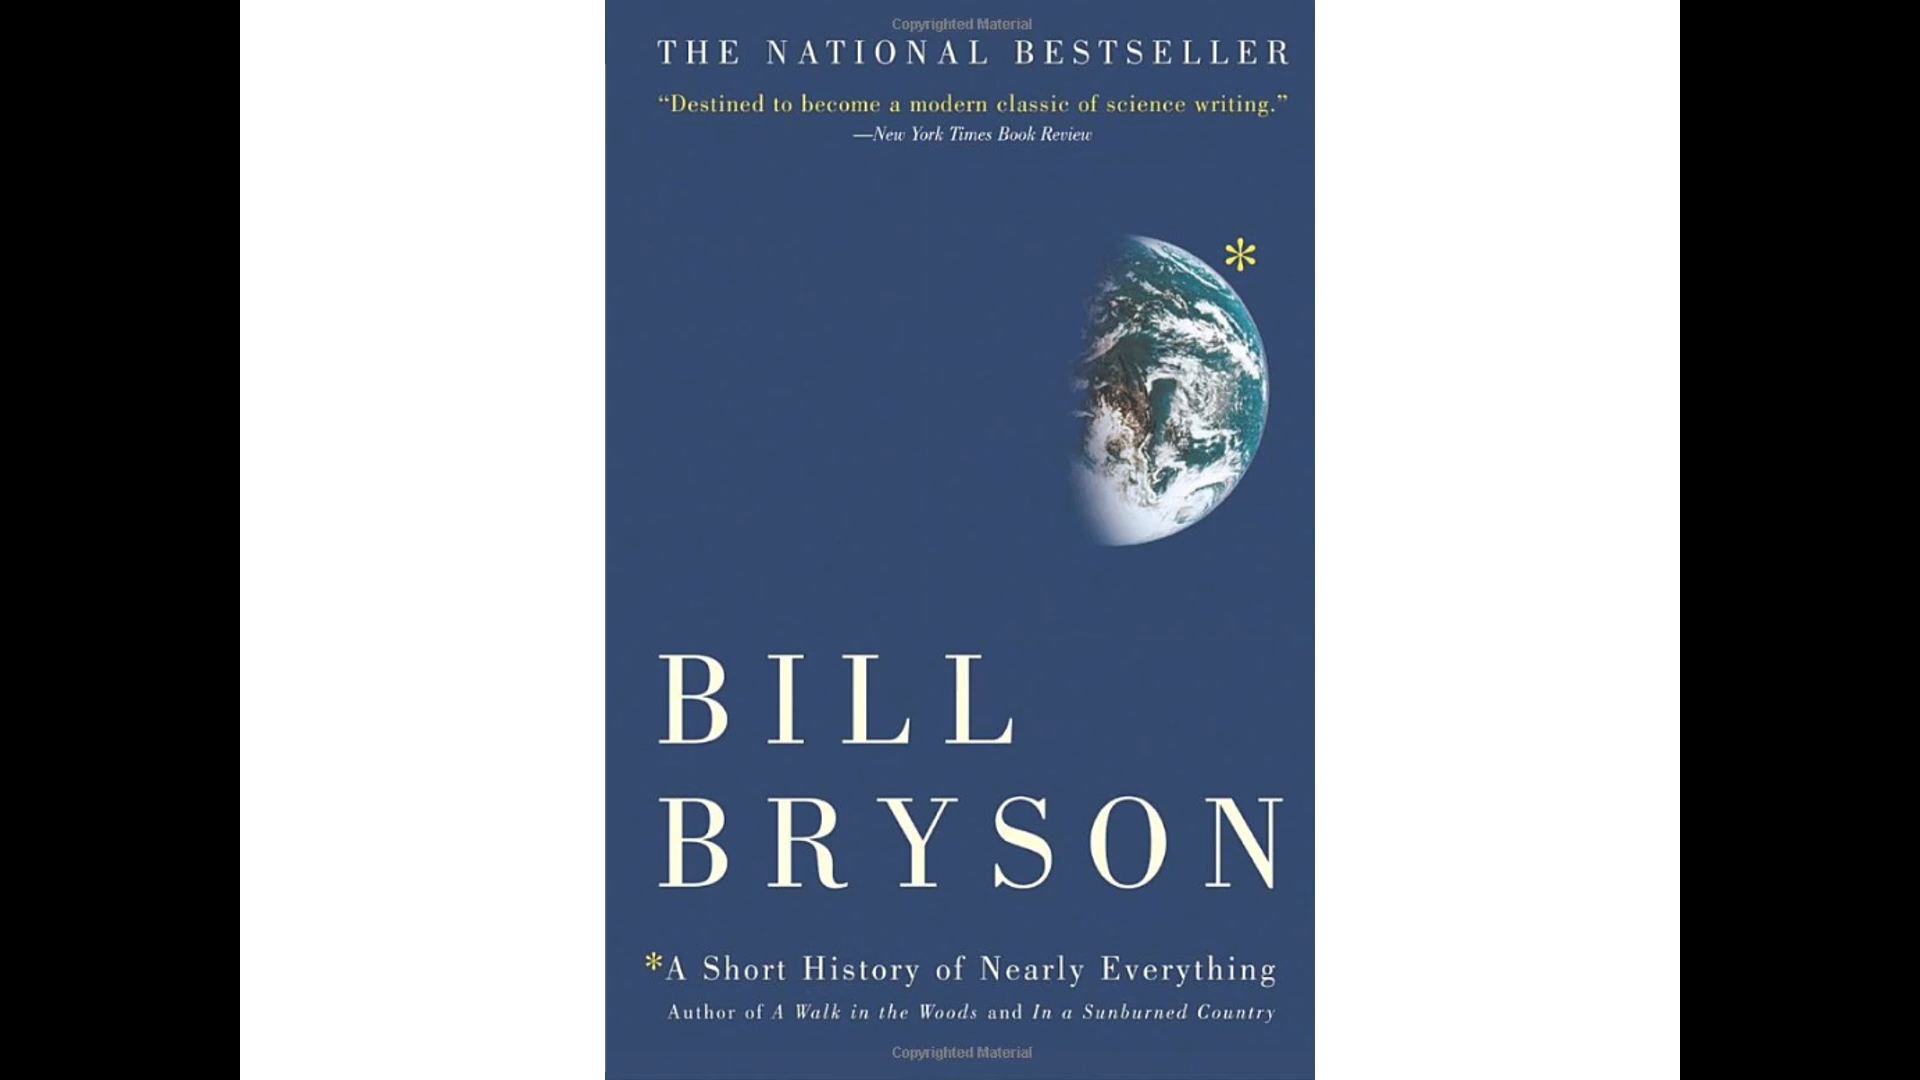 Copyrighted Material
THE NATIONAL BESTSELLER
“Destined to become a modern classic of science writing.”
—New York Times Book Review
*
BILL
BRYSON
*A Short History of Nearly Everything
Author of A Walk in the Woods and In a Sunburned Country
Copyrighted Material